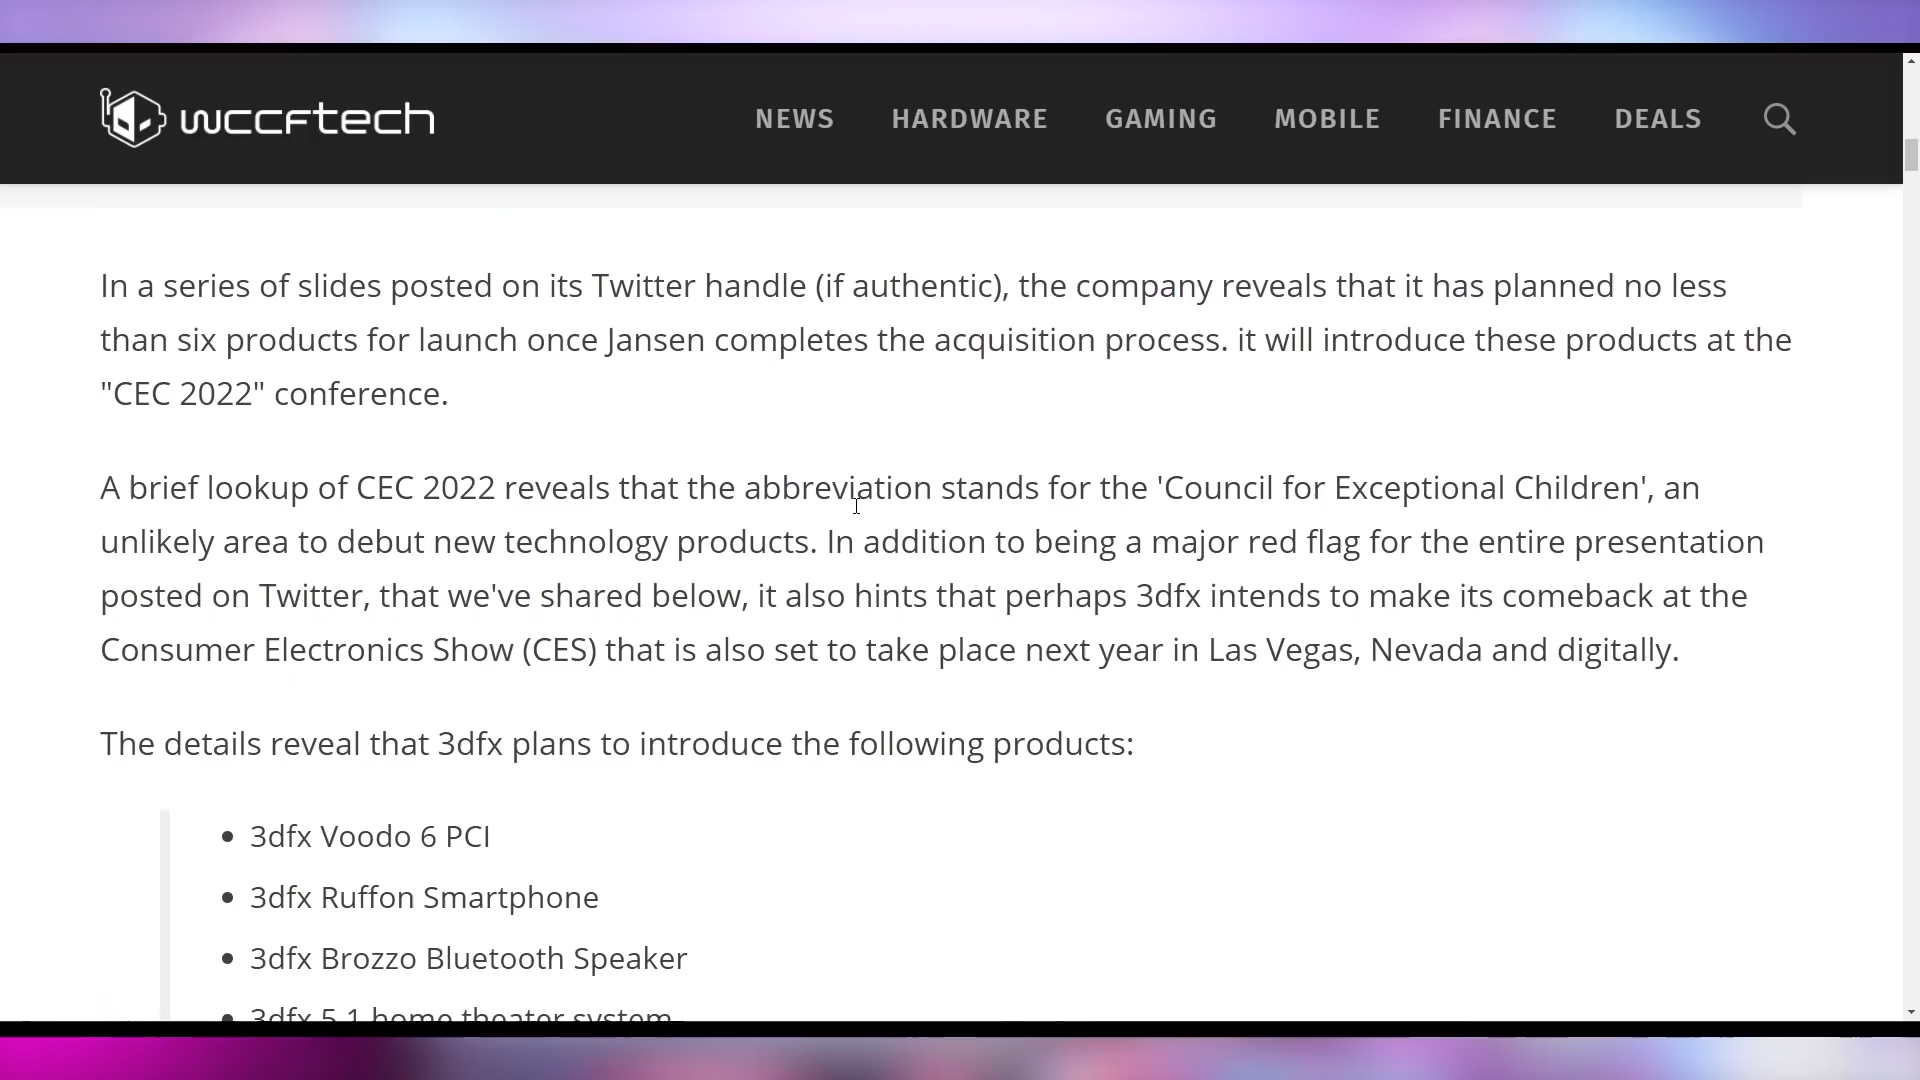 wccftech
NEWS HARDWARE GAMING MOBILE FINANCE DEALS
In a series of slides posted on its Twitter handle (if authentic), the company reveals that it has planned no less
than six products for launch once Jansen completes the acquisition process. it will introduce these products at the
"CEC 2022" conference.
A brief lookup of CEC 2022 reveals that the abbreviation stands for the 'Council for Exceptional Children', an
unlikely area to debut new technology products. In addition to being a major red flag for the entire presentation
posted on Twitter, that we've shared below, it also hints that perhaps 3dfx intends to make its comeback at the
Consumer Electronics Show (CES) that is also set to take place next year in Las Vegas, Nevada and digitally.
The details reveal that 3dfx plans to introduce the following products:
• 3dfx Voodo 6 PCI
• 3dfx Ruffon Smartphone
• 3dfx Brozzo Bluetooth Speaker
• 3dfx 5.1 home theater system